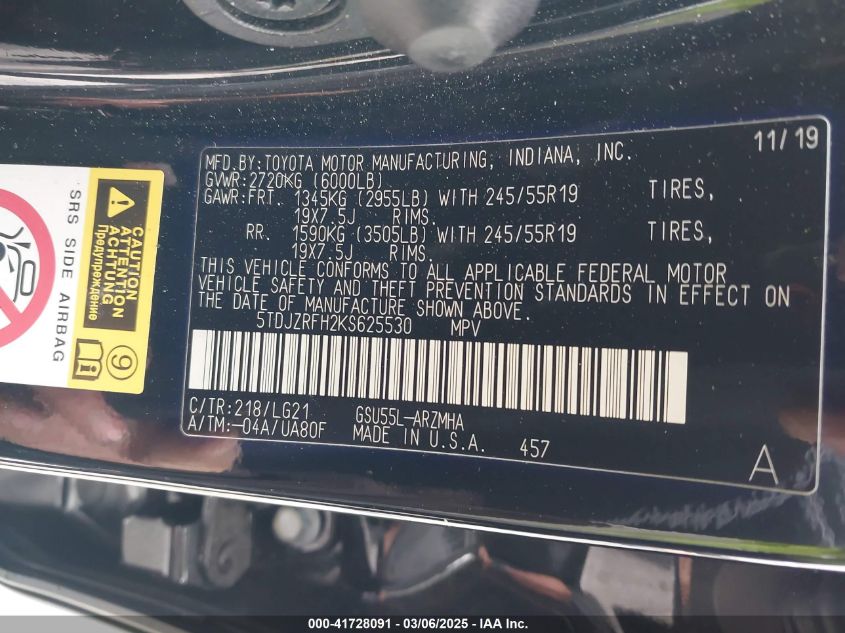 MFD.BY:TOYOTA MOTOR MANUFACTURING, INDIANA, INC. 11/19
GVWR:2720KG (6000LB)
GAWR:FRT. 1345KG (2955LB) WITH 245/55R19 TIRES,
19X7.5J RIMS.
RR. 1590KG (3505LB) WITH 245/55R19 TIRES,
19X7.5J RIMS.
THIS VEHICLE CONFORMS TO ALL APPLICABLE FEDERAL MOTOR
VEHICLE SAFETY AND THEFT PREVENTION STANDARDS IN EFFECT ON
THE DATE OF MANUFACTURE SHOWN ABOVE.
5TDJZRFH2KS625530 MPV
C/TR:218/LG21 GSU55L-ARZMHA
A/TM:-04A/UA80F MADE IN U.S.A. 457
A
SRS SIDE AIRBAG
CAUTION
ATTENTION
ACHTUNG
Предупреждение
9
000-41728091 - 03/06/2025 - IAA Inc.